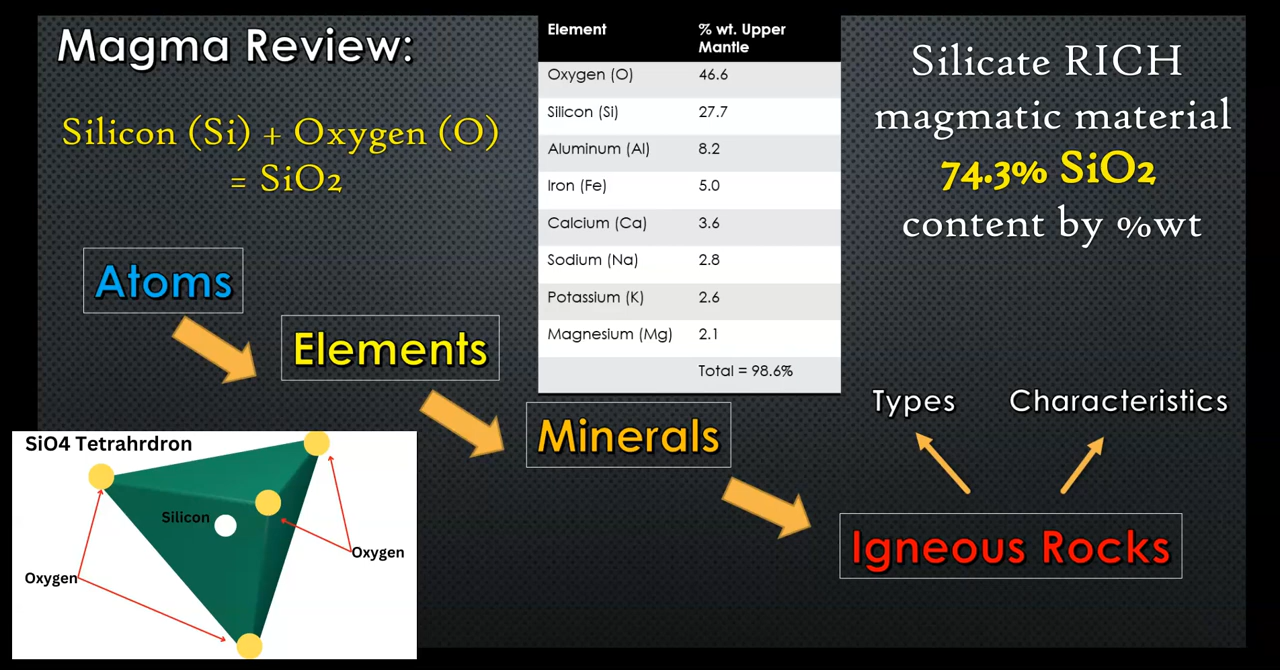 Magma Review:
Silicon (Si) + Oxygen (O)
= SiO2
Element % wt. Upper
Mantle
Oxygen (O) 46.6
Silicon (Si) 27.7
Aluminum (Al) 8.2
Iron (Fe) 5.0
Calcium (Ca) 3.6
Sodium (Na) 2.8
Potassium (K) 2.6
Magnesium (Mg) 2.1
Total = 98.6%
Silicate RICH
magmatic material
74.3% SiO2
content by %wt
Atoms
Elements
Minerals
Types
Characteristics
Igneous Rocks
SiO4 Tetrahrdron
Silicon
Oxygen
Oxygen